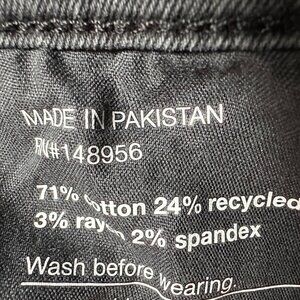 MADE IN PAKISTAN
RN#148956
71% cotton 24% recycled
3% rayon 2% spandex
Wash before wearing.